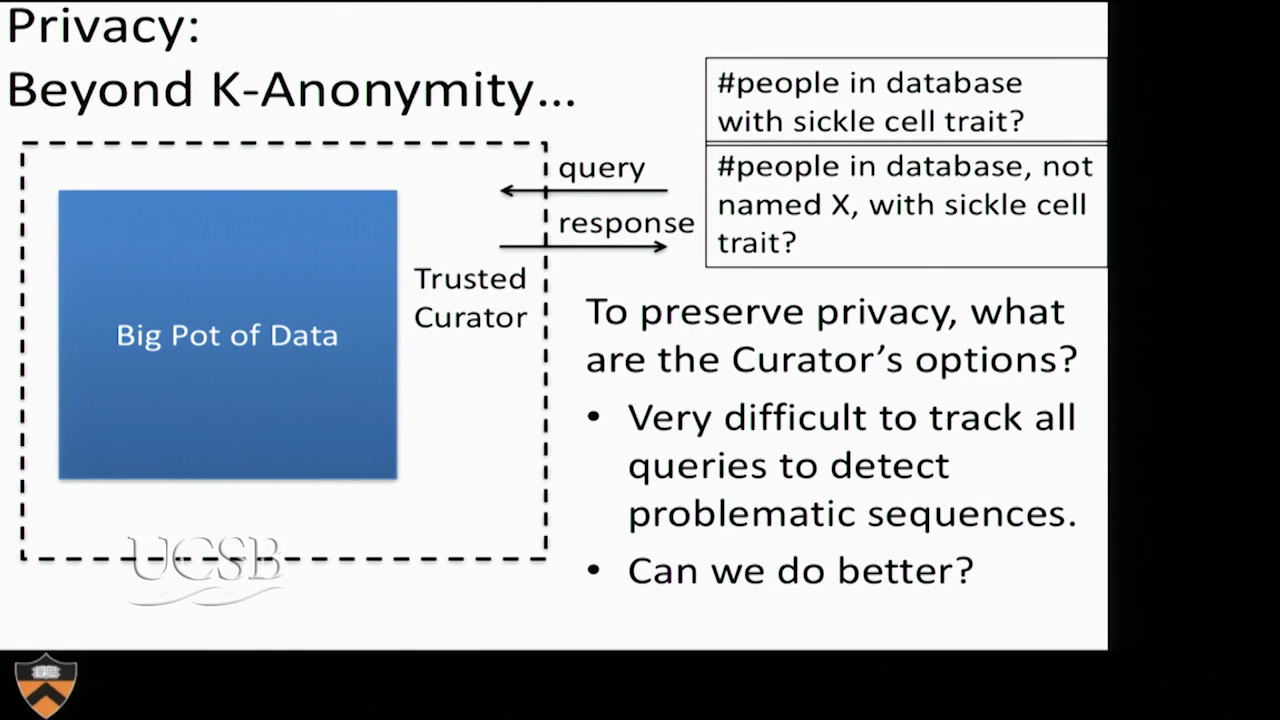 Privacy:
Beyond K-Anonymity...
#people in database
with sickle cell trait?
#people in database, not
named X, with sickle cell
trait?
query
response
Trusted
Curator
Big Pot of Data
To preserve privacy, what
are the Curator's options?
• Very difficult to track all
queries to detect
problematic sequences.
• Can we do better?
UCSB